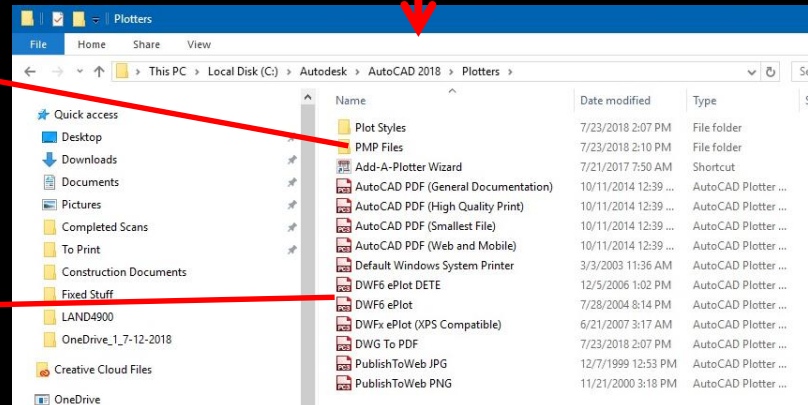 Plotters
File Home Share View
This PC > Local Disk (C:) > Autodesk > AutoCAD 2018 > Plotters >
Name Date modified Type
Quick access
Desktop
Downloads
Documents
Pictures
Completed Scans
To Print
Construction Documents
Fixed Stuff
LAND4900
OneDrive_1_7-12-2018
Creative Cloud Files
OneDrive
Plot Styles 7/23/2018 2:07 PM File folder
PMP Files 7/23/2018 2:10 PM File folder
Add-A-Plotter Wizard 7/21/2017 7:50 AM Shortcut
AutoCAD PDF (General Documentation) 10/11/2014 12:39 ... AutoCAD Plotter ...
AutoCAD PDF (High Quality Print) 10/11/2014 12:39 ... AutoCAD Plotter ...
AutoCAD PDF (Smallest File) 10/11/2014 12:39 ... AutoCAD Plotter ...
AutoCAD PDF (Web and Mobile) 10/11/2014 12:39 ... AutoCAD Plotter ...
Default Windows System Printer 3/3/2003 11:36 AM AutoCAD Plotter ...
DWF6 ePlot DETE 12/5/2006 1:02 PM AutoCAD Plotter ...
DWF6 ePlot 7/28/2004 8:14 PM AutoCAD Plotter ...
DWFx ePlot (XPS Compatible) 6/21/2007 3:17 AM AutoCAD Plotter ...
DWG To PDF 7/23/2018 2:07 PM AutoCAD Plotter ...
PublishToWeb JPG 12/7/1999 12:53 PM AutoCAD Plotter ...
PublishToWeb PNG 11/21/2000 3:18 PM AutoCAD Plotter ...